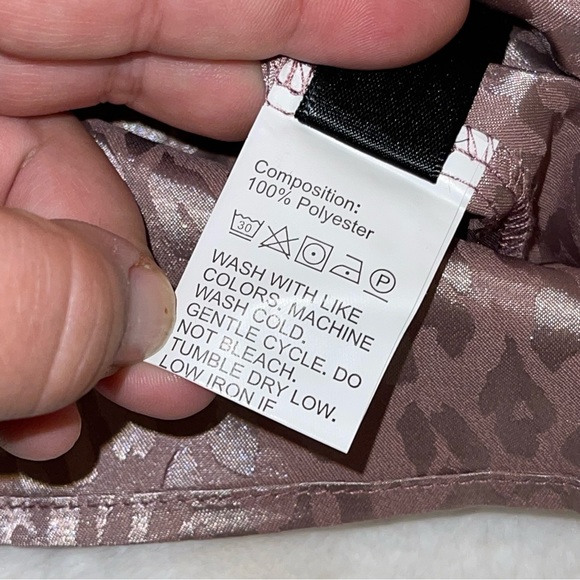 Composition:
100% Polyester
30 P
WASH WITH LIKE
COLORS, MACHINE
WASH COLD.
GENTLE CYCLE. DO
NOT BLEACH.
TUMBLE DRY LOW.
LOW IRON IF